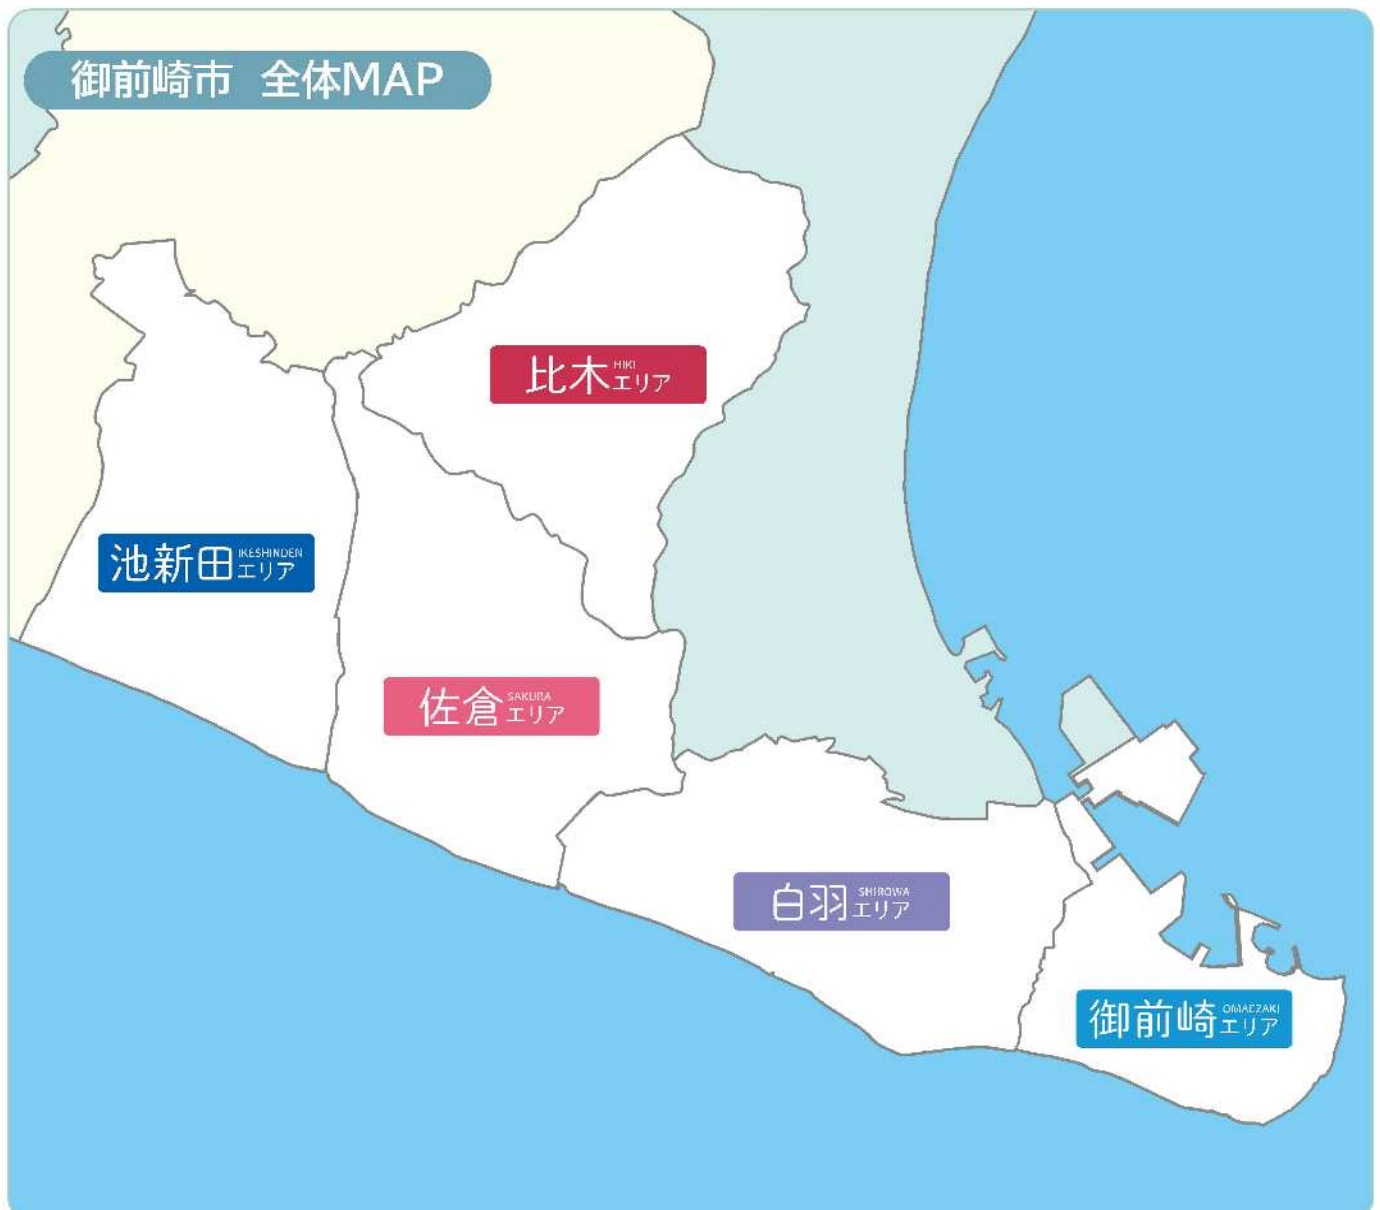 御前崎市 全体MAP
比木 HIKI エリア
池新田 IKESHINDEN エリア
佐倉 SAKURA エリア
白羽 SHIROWA エリア
御前崎 OMAEZAKI エリア